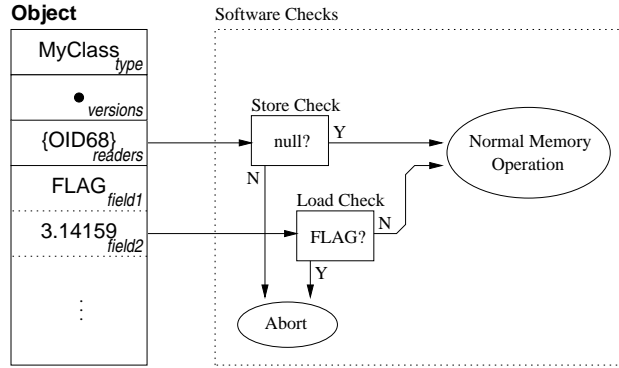 Object
MyClass
type
versions
{OID68}
readers
FLAG
field1
3.14159
field2
Software Checks
Store Check
null?
Y
N
Load Check
FLAG?
N
Y
Normal Memory
Operation
Abort